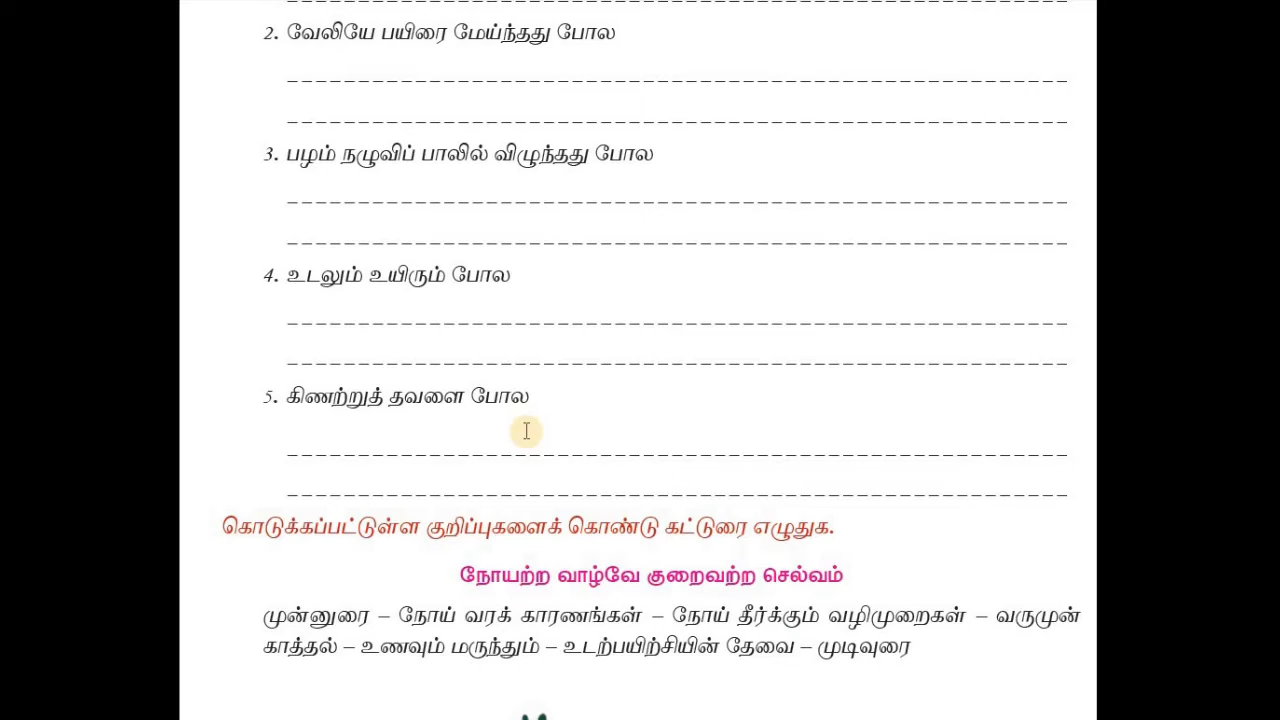 2. வேலியே பயிரை மேய்ந்தது போல
3. பழம் நழுவிப் பாலில் விழுந்தது போல
4. உடலும் உயிரும் போல
5. கிணற்றுத் தவளை போல
கொடுக்கப்பட்டுள்ள குறிப்புகளைக் கொண்டு கட்டுரை எழுதுக.
நோயற்ற வாழ்வே குறைவற்ற செல்வம்
முன்னுரை – நோய் வரக் காரணங்கள் – நோய் தீர்க்கும் வழிமுறைகள் – வருமுன்
காத்தல் – உணவும் மருந்தும் – உடற்பயிற்சியின் தேவை – முடிவுரை